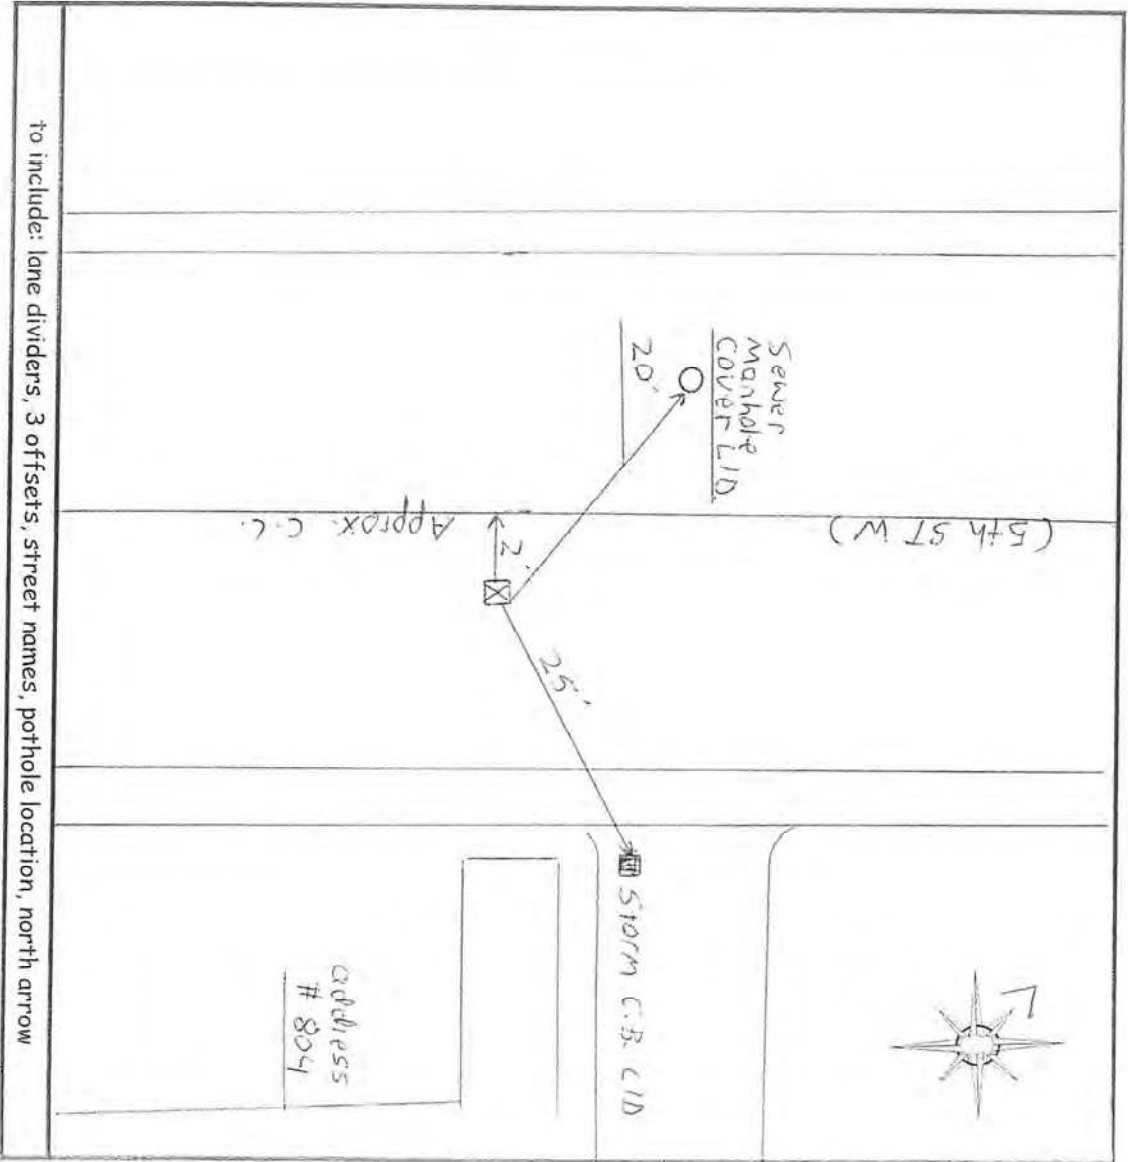 Sewer
Manhole
Cover LID
20'
(5th ST W)
Approx. C.L.
2'
25'
Storm C.B. LID
address
# 804
to include: lane dividers, 3 offsets, street names, pothole location, north arrow